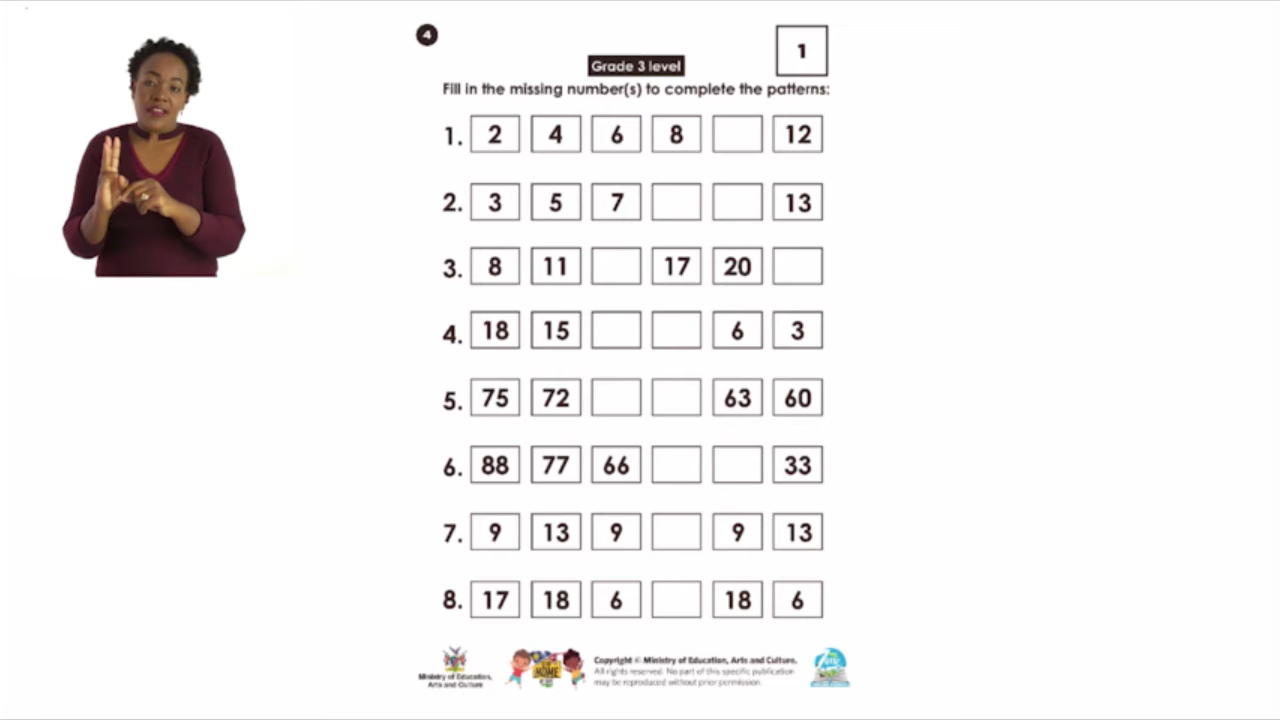 4
1
Grade 3 level
Fill in the missing number(s) to complete the patterns:
1. 2 4 6 8 12
2. 3 5 7 13
3. 8 11 17 20
4. 18 15 6 3
5. 75 72 63 60
6. 88 77 66 33
7. 9 13 9 9 13
8. 17 18 6 18 6
Ministry of Education,
Arts and Culture
HOME
Copyright © Ministry of Education, Arts and Culture.
All rights reserved. No part of this specific publication
may be reproduced without prior permission.